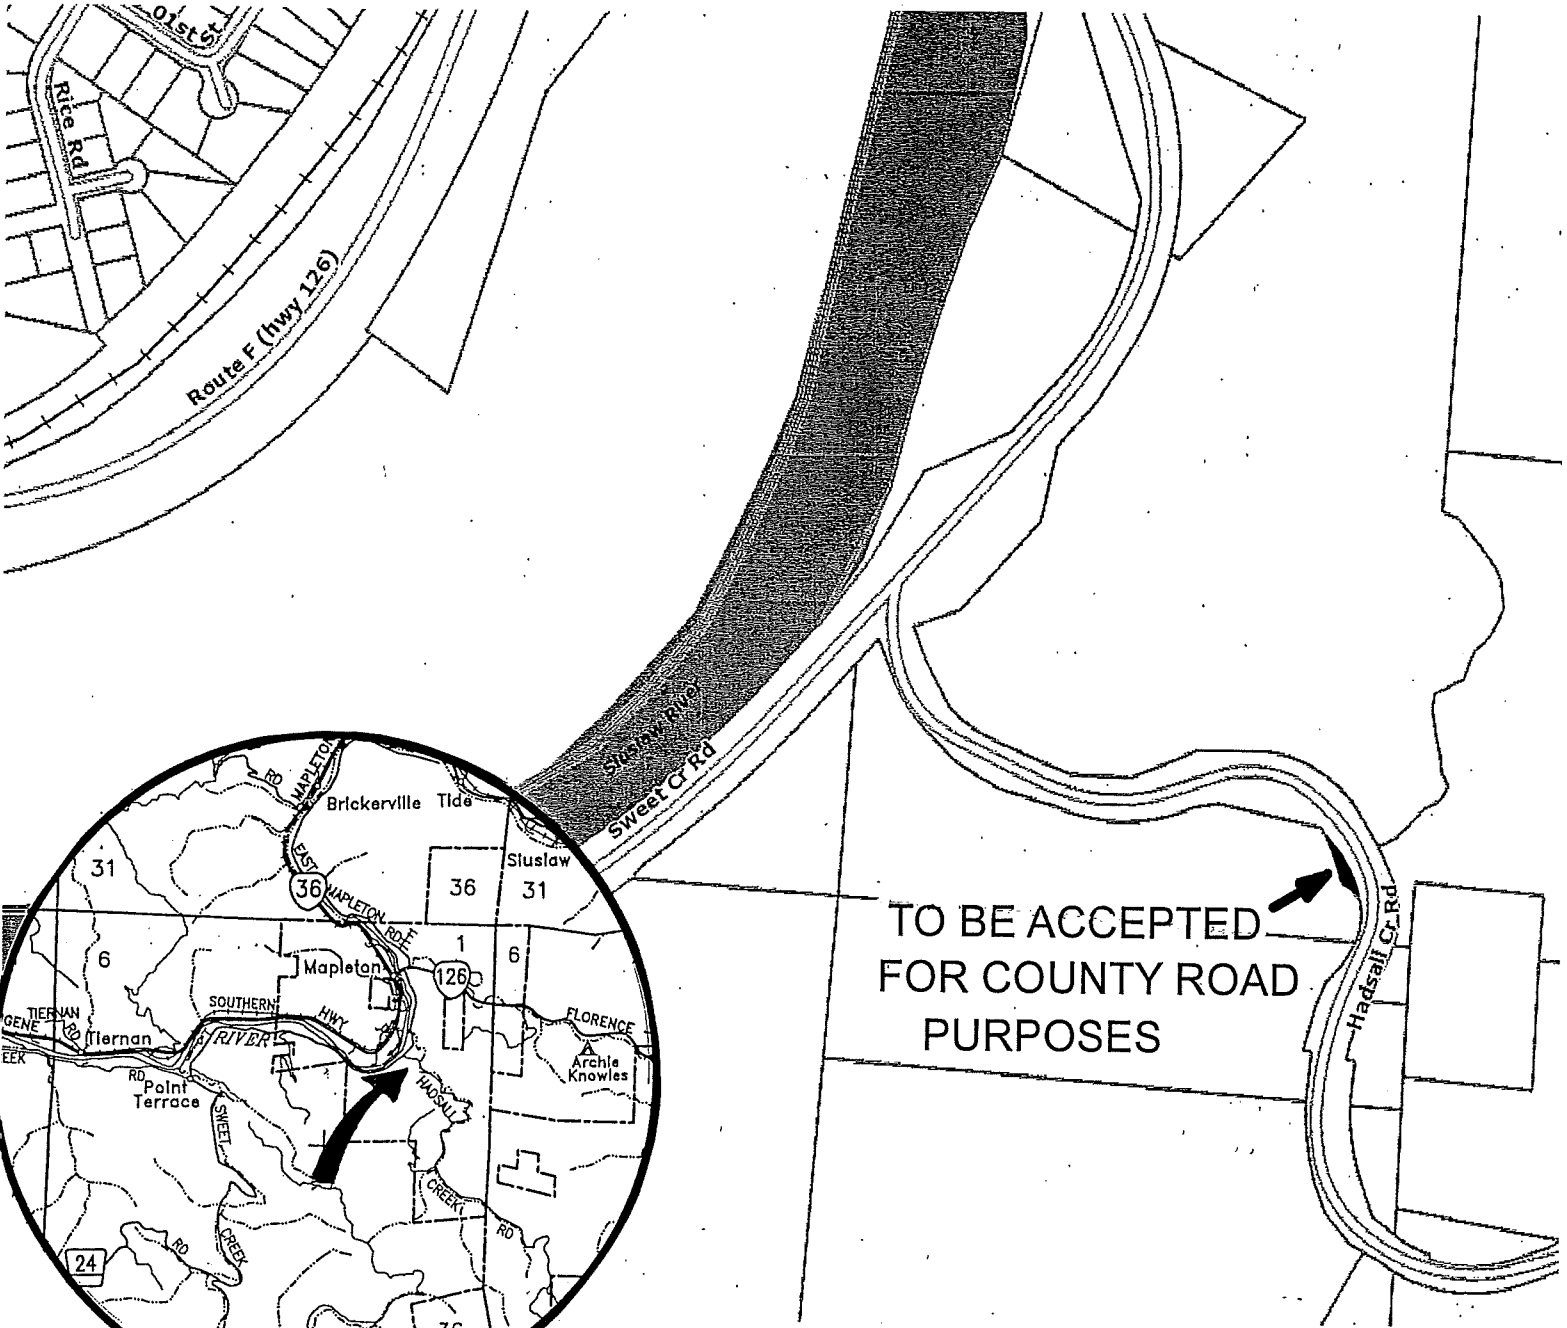 01st St
Rice Rd
Route F (hwy 126)
Siuslaw River
Sweet Cr Rd
TO BE ACCEPTED
FOR COUNTY ROAD
PURPOSES
Hadsall Cr Rd
MAPLETON
RD
Brickerville
Tide
EAST
Siuslaw
31
36
MAPLETON
36
31
RD
6
1
6
Mapleton
126
SOUTHERN
HWY
FLORENCE
TIERNAN
RD
GENE
Tiernan
RIVER
Archie
Knowles
EEK
RD
Point
Terrace
HADSALL
SWEET
CREEK
RD
CREEK
RD
24
36